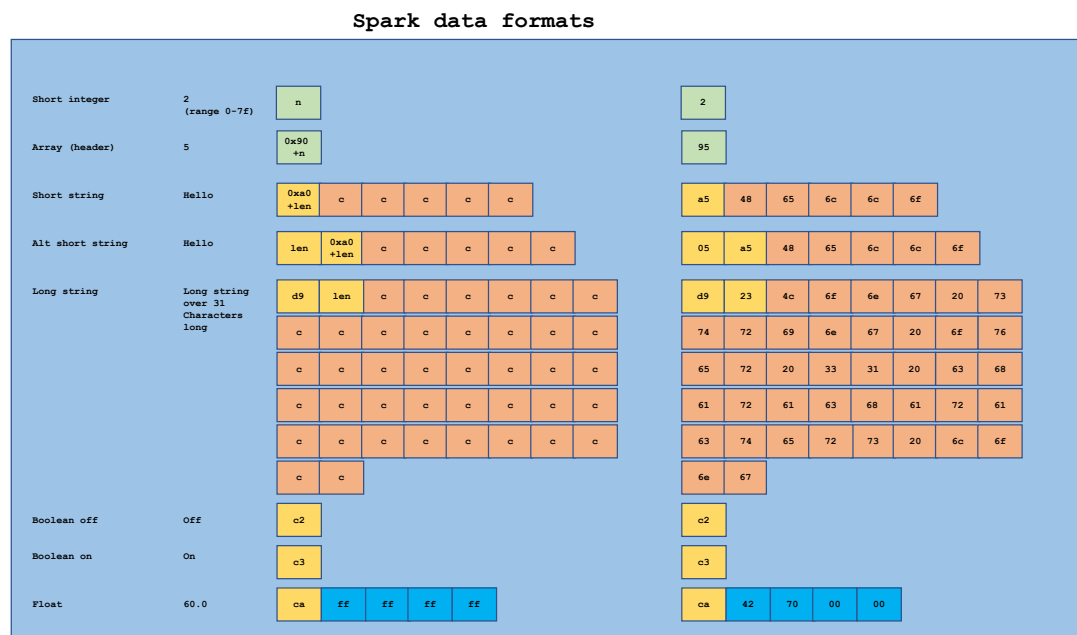 Spark data formats
Short integer 2 n 2
(range 0-7f)
Array (header) 5 0x90 +n 95
Short string Hello 0xa0 +len c c c c c a5 48 65 6c 6c 6f
Alt short string Hello len 0xa0 +len c c c c c 05 a5 48 65 6c 6c 6f
Long string Long string d9 len c c c c c c d9 23 4c 6f 6e 67 20 73
over 31
Characters
long
c c c c c c c c 74 72 69 6e 67 20 6f 76
c c c c c c c c 65 72 20 33 31 20 63 68
c c c c c c c c 61 72 61 63 68 61 72 61
c c c c c c c c 63 74 65 72 73 20 6c 6f
c c 6e 67
Boolean off Off c2 c2
Boolean on On c3 c3
Float 60.0 ca ff ff ff ff ca 42 70 00 00